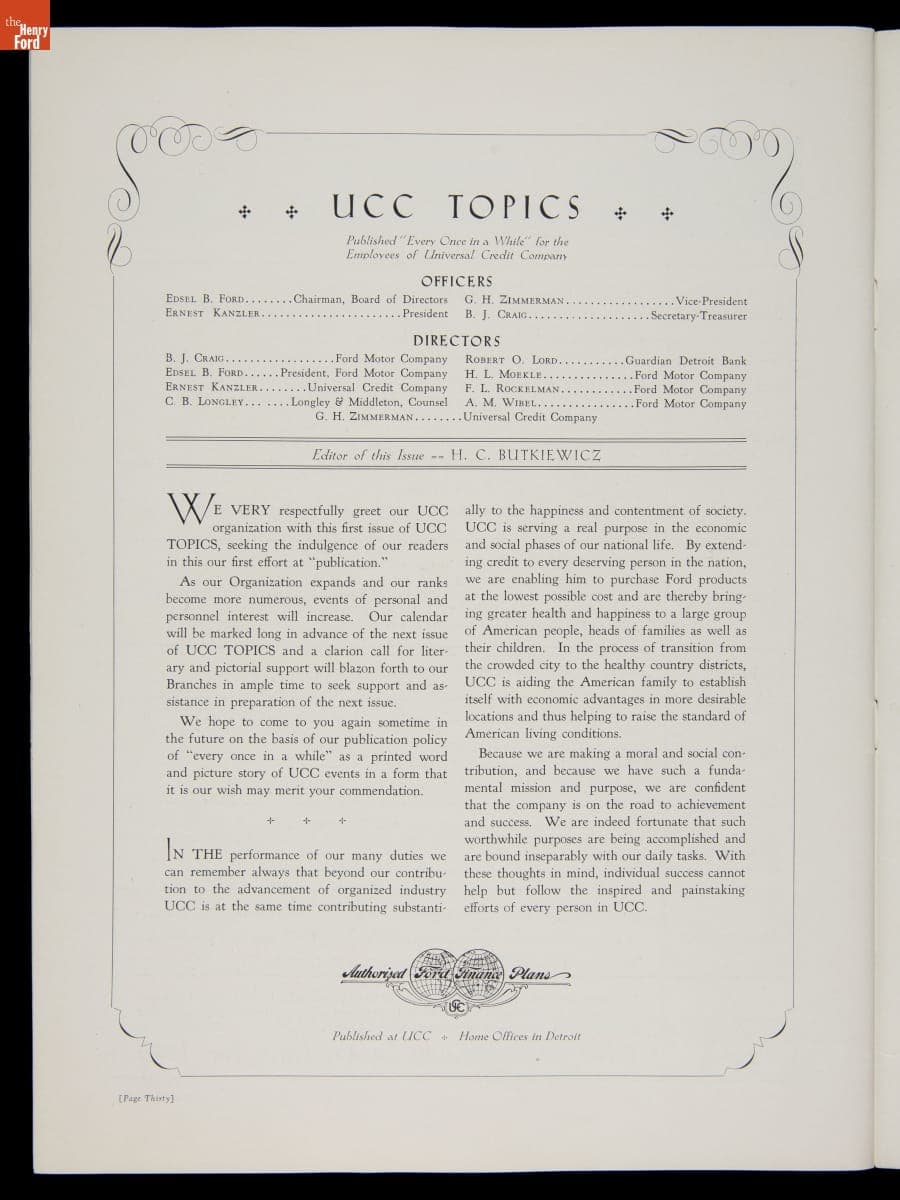 the
Henry
Ford
UCC TOPICS
Published "Every Once in a While" for the
Employees of Universal Credit Company
OFFICERS
EDSEL B. FORD........Chairman, Board of Directors
ERNEST KANZLER.......................President
G. H. ZIMMERMAN..................Vice-President
B. J. CRAIG....................Secretary-Treasurer
DIRECTORS
B. J. CRAIG..................Ford Motor Company
EDSEL B. FORD......President, Ford Motor Company
ERNEST KANZLER........Universal Credit Company
C. B. LONGLEY... ....Longley & Middleton, Counsel
ROBERT O. LORD...........Guardian Detroit Bank
H. L. MOEKLE...............Ford Motor Company
F. L. ROCKELMAN............Ford Motor Company
A. M. WIBEL................Ford Motor Company
G. H. ZIMMERMAN........Universal Credit Company
Editor of this Issue -- H. C. BUTKIEWICZ
WE VERY respectfully greet our UCC
organization with this first issue of UCC
TOPICS, seeking the indulgence of our readers
in this our first effort at "publication."
As our Organization expands and our ranks
become more numerous, events of personal and
personnel interest will increase. Our calendar
will be marked long in advance of the next issue
of UCC TOPICS and a clarion call for liter-
ary and pictorial support will blazon forth to our
Branches in ample time to seek support and as-
sistance in preparation of the next issue.
We hope to come to you again sometime in
the future on the basis of our publication policy
of "every once in a while" as a printed word
and picture story of UCC events in a form that
it is our wish may merit your commendation.
IN THE performance of our many duties we
can remember always that beyond our contribu-
tion to the advancement of organized industry
UCC is at the same time contributing substanti-
ally to the happiness and contentment of society.
UCC is serving a real purpose in the economic
and social phases of our national life. By extend-
ing credit to every deserving person in the nation,
we are enabling him to purchase Ford products
at the lowest possible cost and are thereby bring-
ing greater health and happiness to a large group
of American people, heads of families as well as
their children. In the process of transition from
the crowded city to the healthy country districts,
UCC is aiding the American family to establish
itself with economic advantages in more desirable
locations and thus helping to raise the standard of
American living conditions.
Because we are making a moral and social con-
tribution, and because we have such a funda-
mental mission and purpose, we are confident
that the company is on the road to achievement
and success. We are indeed fortunate that such
worthwhile purposes are being accomplished and
are bound inseparably with our daily tasks. With
these thoughts in mind, individual success cannot
help but follow the inspired and painstaking
efforts of every person in UCC.
Authorized Ford Finance Plans
UCC
Published at UCC Home Offices in Detroit
[Page Thirty]